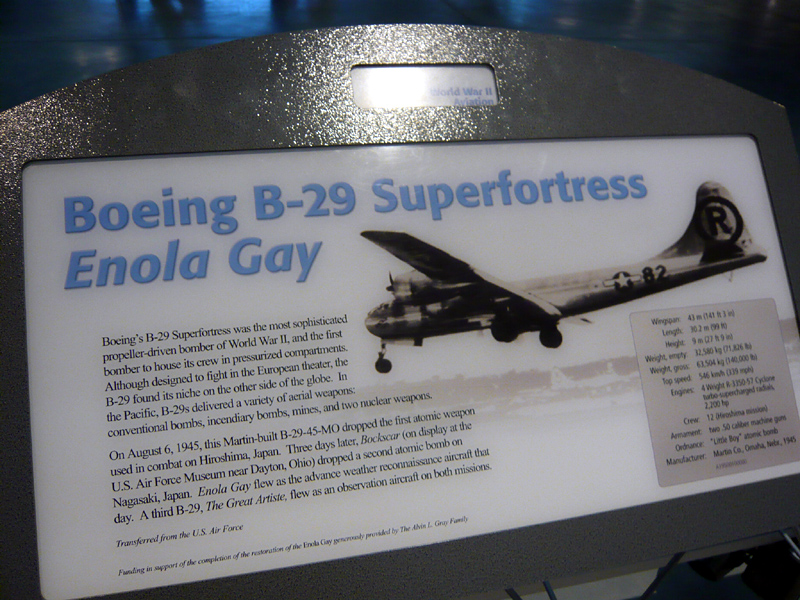 World War II
Aviation
Boeing B-29 Superfortress
Enola Gay
R
82
Boeing's B-29 Superfortress was the most sophisticated
propeller-driven bomber of World War II, and the first
bomber to house its crew in pressurized compartments.
Although designed to fight in the European theater, the
B-29 found its niche on the other side of the globe. In
the Pacific, B-29s delivered a variety of aerial weapons:
conventional bombs, incendiary bombs, mines, and two nuclear weapons.
On August 6, 1945, this Martin-built B-29-45-MO dropped the first atomic weapon
used in combat on Hiroshima, Japan. Three days later, Bockscar (on display at the
U.S. Air Force Museum near Dayton, Ohio) dropped a second atomic bomb on
Nagasaki, Japan. Enola Gay flew as the advance weather reconnaissance aircraft that
day. A third B-29, The Great Artiste, flew as an observation aircraft on both missions.
Transferred from the U.S. Air Force
Funding in support of the completion of the restoration of the Enola Gay generously provided by The Alvin L. Gray Family
Wingspan: 43 m (141 ft 3 in)
Length: 30.2 m (99 ft)
Height: 9 m (27 ft 9 in)
Weight, empty: 32,580 kg (71,826 lb)
Weight, gross: 63,504 kg (140,000 lb)
Top speed: 546 km/h (339 mph)
Engines: 4 Wright R-3350-57 Cyclone
turbo-supercharged radials,
2,200 hp
Crew: 12 (Hiroshima mission)
Armament: two .50 caliber machine guns
Ordnance: "Little Boy" atomic bomb
Manufacturer: Martin Co., Omaha, Nebr., 1945